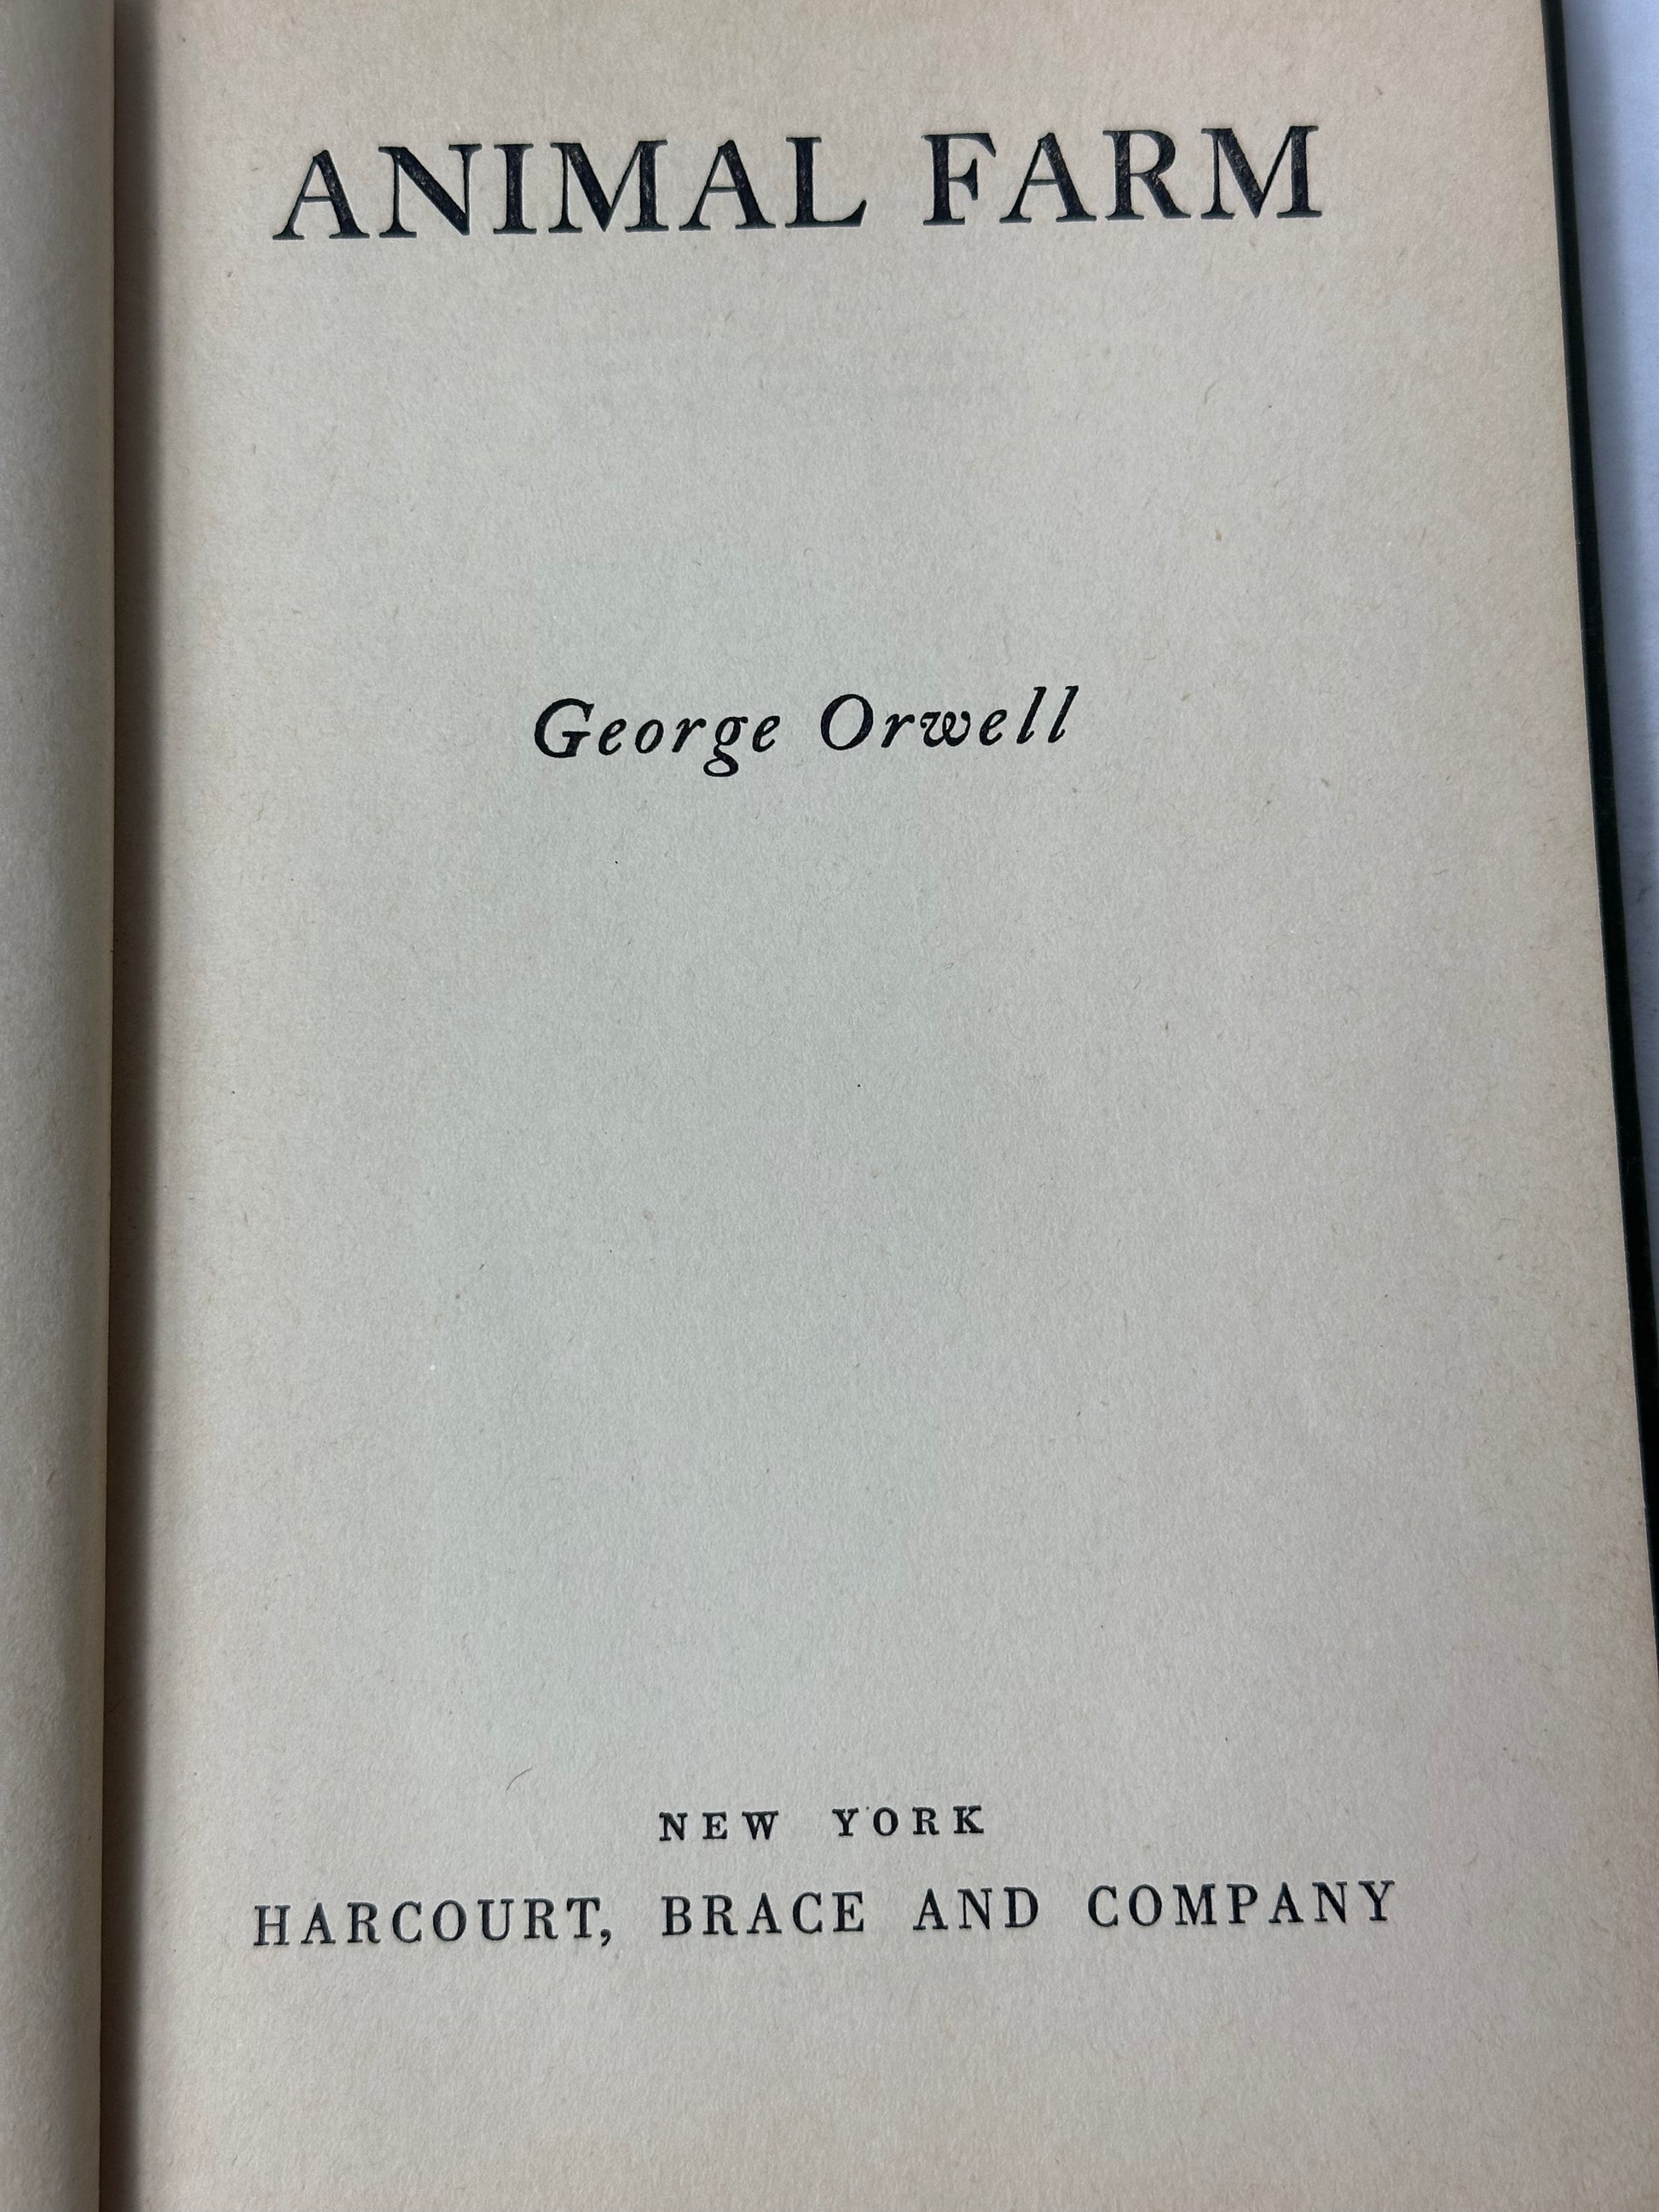 ANIMAL FARM
George Orwell
NEW YORK
HARCOURT, BRACE AND COMPANY